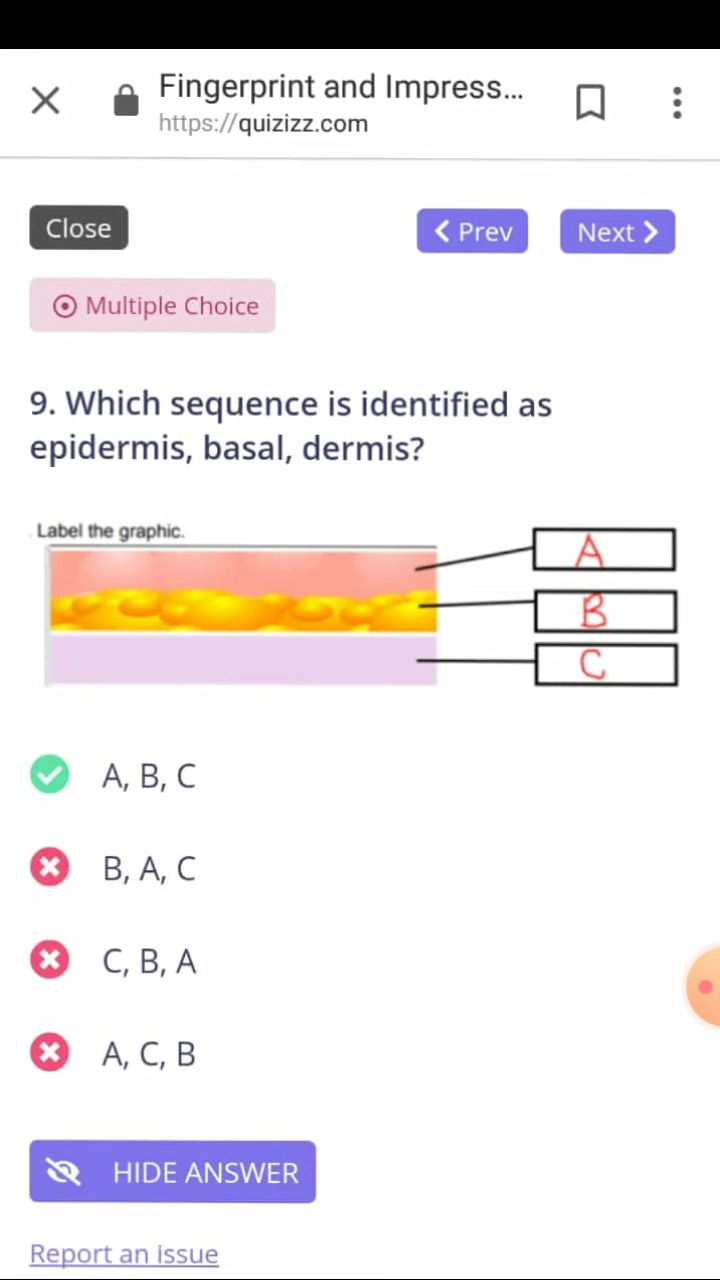 Fingerprint and Impress...
https://quizizz.com
Close
Prev
Next
Multiple Choice
9. Which sequence is identified as
epidermis, basal, dermis?
Label the graphic.
A
B
C
A, B, C
B, A, C
C, B, A
A, C, B
HIDE ANSWER
Report an issue